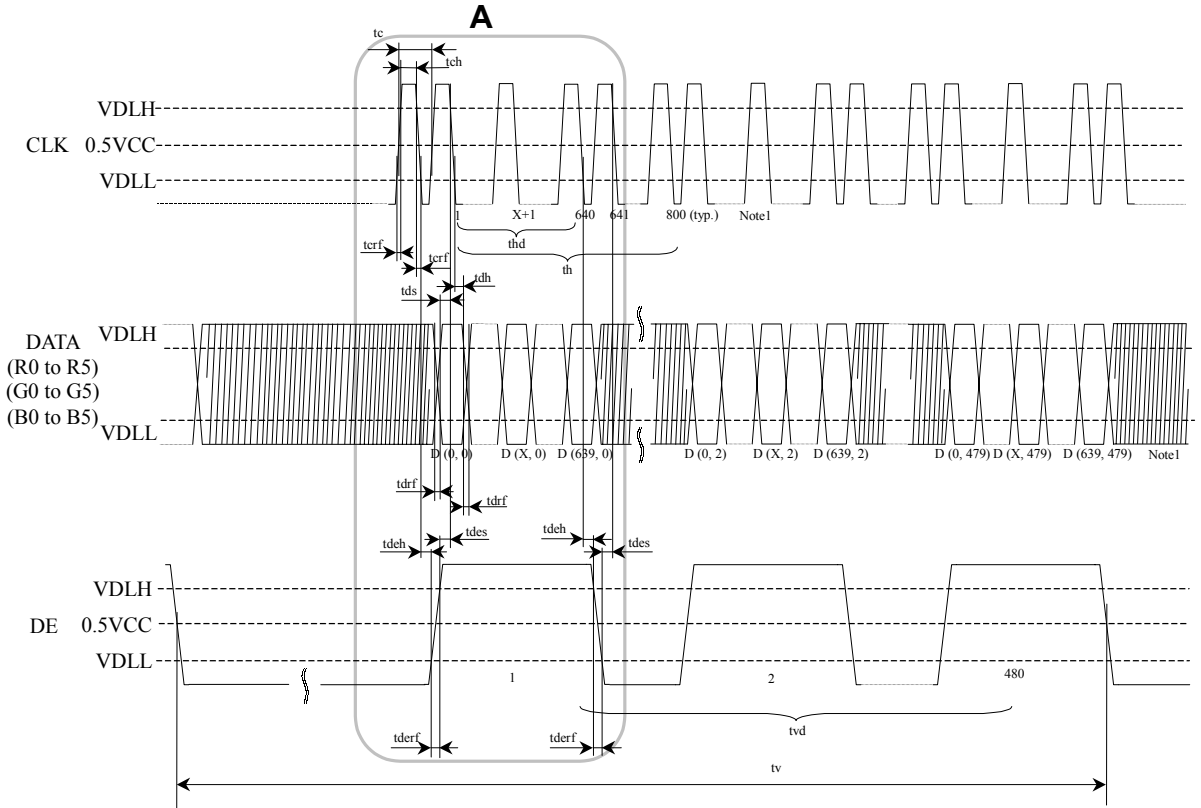 A
tc
tch
VDLH
CLK 0.5VCC
VDLL
1 X+1 640 641 800 (typ.) Note1
thd
th
tcrf
tcrf
tdh
tds
VDLH
DATA
(R0 to R5)
(G0 to G5)
(B0 to B5)
VDLL
D (0, 0) D (X, 0) D (639, 0) D (0, 2) D (X, 2) D (639, 2) D (0, 479) D (X, 479) D (639, 479) Note1
tdrf
tdrf
tdeh tdes tdeh tdes
VDLH
DE 0.5VCC
VDLL
1 2 480
tvd
tderf tderf
tv